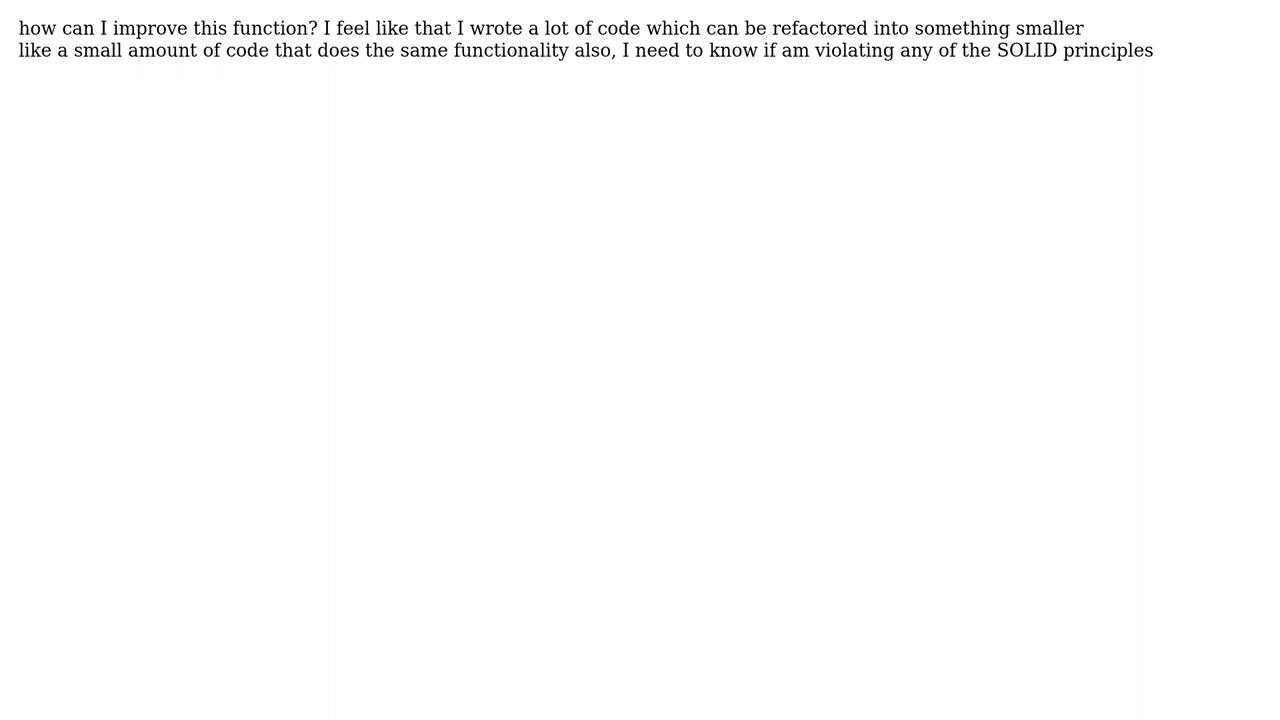 how can I improve this function? I feel like that I wrote a lot of code which can be refactored into something smaller
like a small amount of code that does the same functionality also, I need to know if am violating any of the SOLID principles